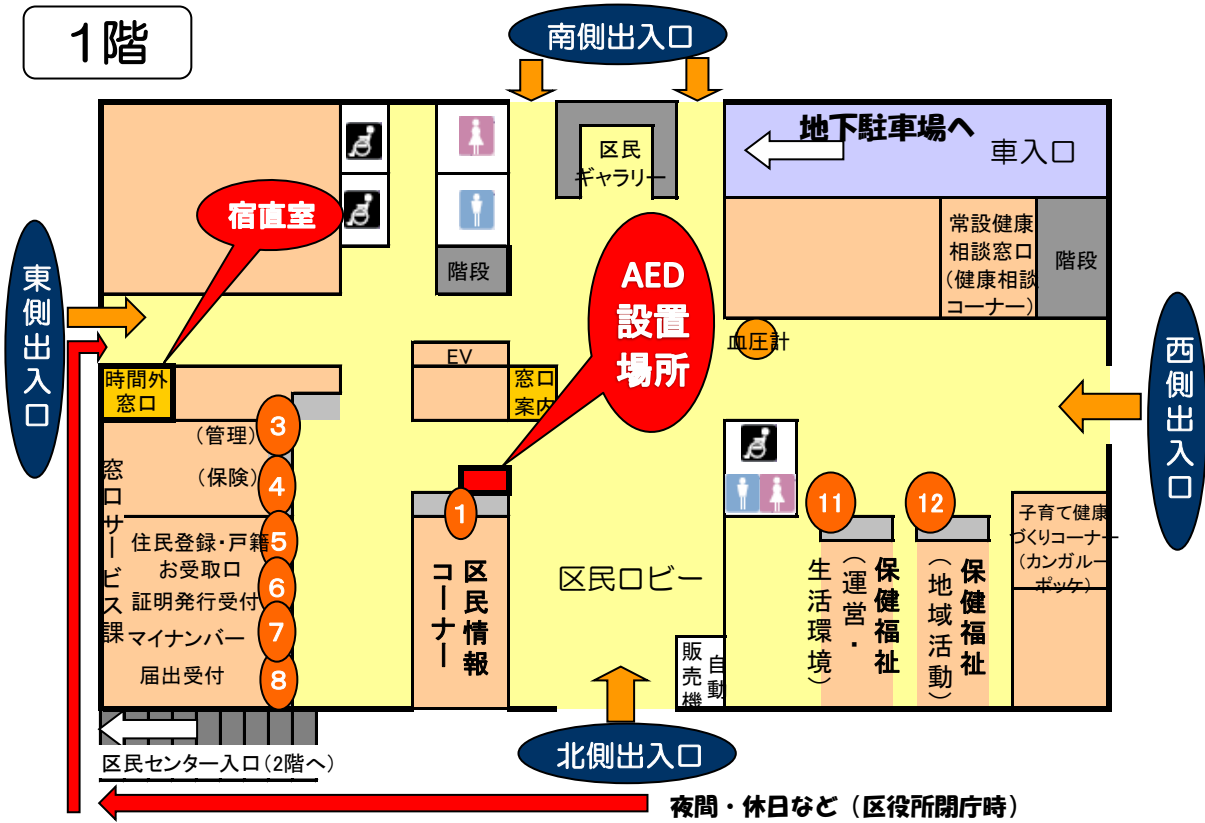 1階
南側出入口
地下駐車場へ
車入口
区民
ギャラリー
宿直室
階段
AED
設置
場所
常設健康
相談窓口
(健康相談
コーナー)
階段
東側出入口
血圧計
EV
窓口
案内
西側出入口
時間外
窓口
窓口サービス課
(管理)
3
(保険)
4
住民登録・戸籍
5
お受取口
6
証明発行受付
マイナンバー
7
届出受付
8
1
区民情報
コーナー
区民ロビー
自動
販売機
11
保健福祉
(運営・
生活環境)
12
保健福祉
(地域活動)
子育て健康
づくりコーナー
(カンガルー
ポッケ)
北側出入口
区民センター入口(2階へ)
夜間・休日など(区役所閉庁時)